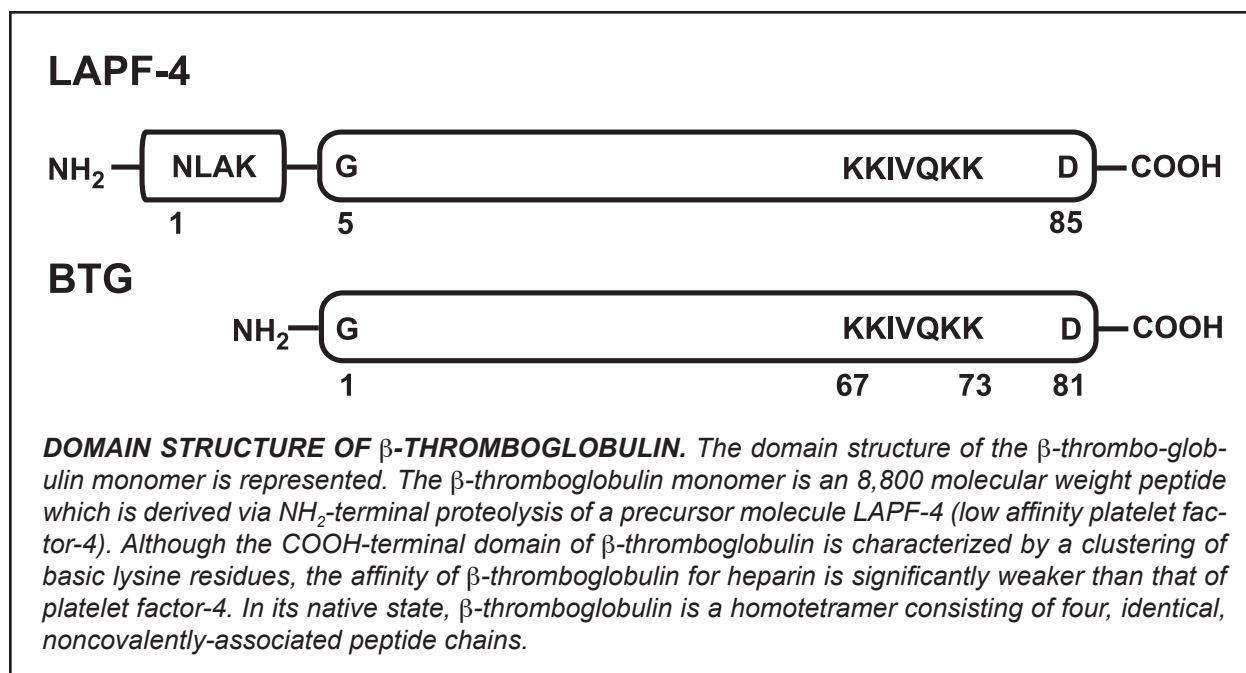 LAPF-4
NH2 NLAK G KKIVQKK D COOH
1 5 85
BTG
NH2 G KKIVQKK D COOH
1 67 73 81
DOMAIN STRUCTURE OF β-THROMBOGLOBULIN. The domain structure of the β-thrombo-glob-
ulin monomer is represented. The β-thromboglobulin monomer is an 8,800 molecular weight peptide
which is derived via NH2-terminal proteolysis of a precursor molecule LAPF-4 (low affinity platelet fac-
tor-4). Although the COOH-terminal domain of β-thromboglobulin is characterized by a clustering of
basic lysine residues, the affinity of β-thromboglobulin for heparin is significantly weaker than that of
platelet factor-4. In its native state, β-thromboglobulin is a homotetramer consisting of four, identical,
noncovalently-associated peptide chains.